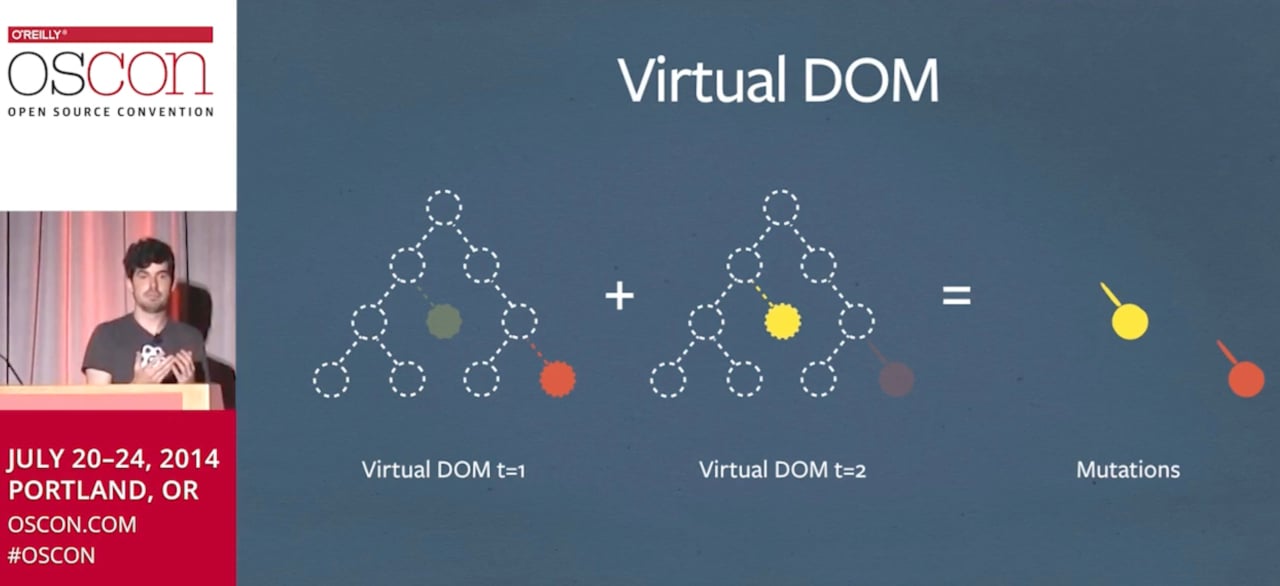 O'REILLY®
OSCON
OPEN SOURCE CONVENTION
JULY 20–24, 2014
PORTLAND, OR
OSCON.COM
#OSCON
Virtual DOM
+
=
Virtual DOM t=1
Virtual DOM t=2
Mutations